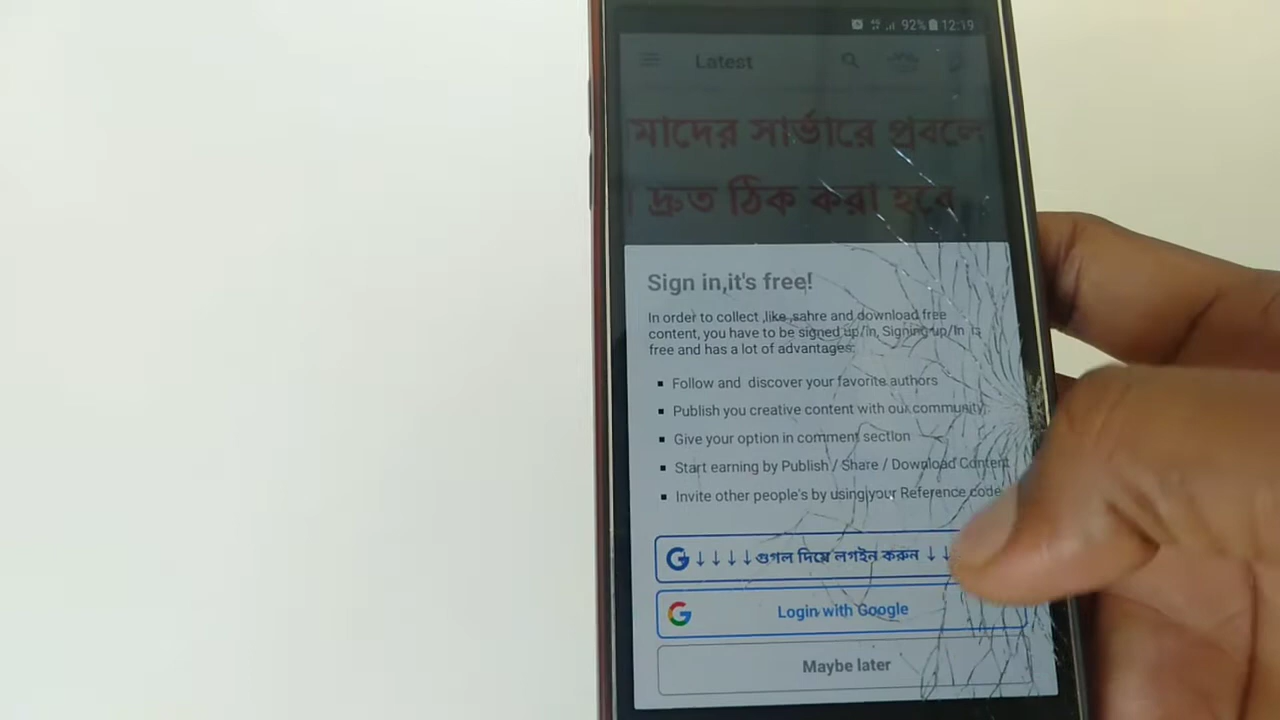 92% 12:19
Latest
মাদের সার্ভারে প্রবলে
। দ্রুত ঠিক করা হবে
Sign in,it's free!
In order to collect ,like ,sahre and download free
content, you have to be signed up/in, Signing up/In is
free and has a lot of advantages:
Follow and discover your favorite authors
Publish you creative content with our community
Give your option in comment section
Start earning by Publish / Share / Download Content
Invite other people's by using your Reference code
G ↓ ↓ ↓ ↓ গুগল দিয়ে লগইন করুন ↓ ↓
G Login with Google
Maybe later